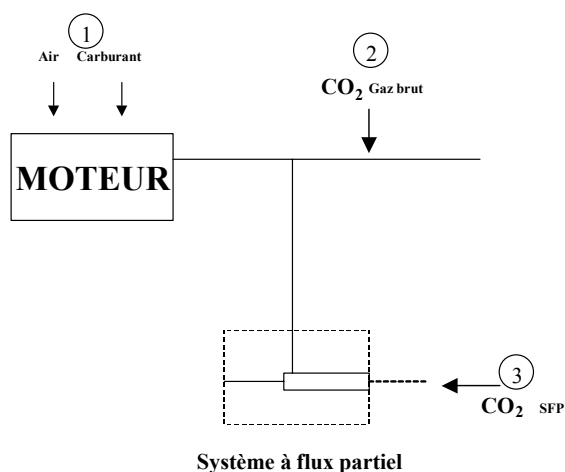 1
Air Carburant
2
CO2 Gaz brut
MOTEUR
3
CO2 SFP
Système à flux partiel